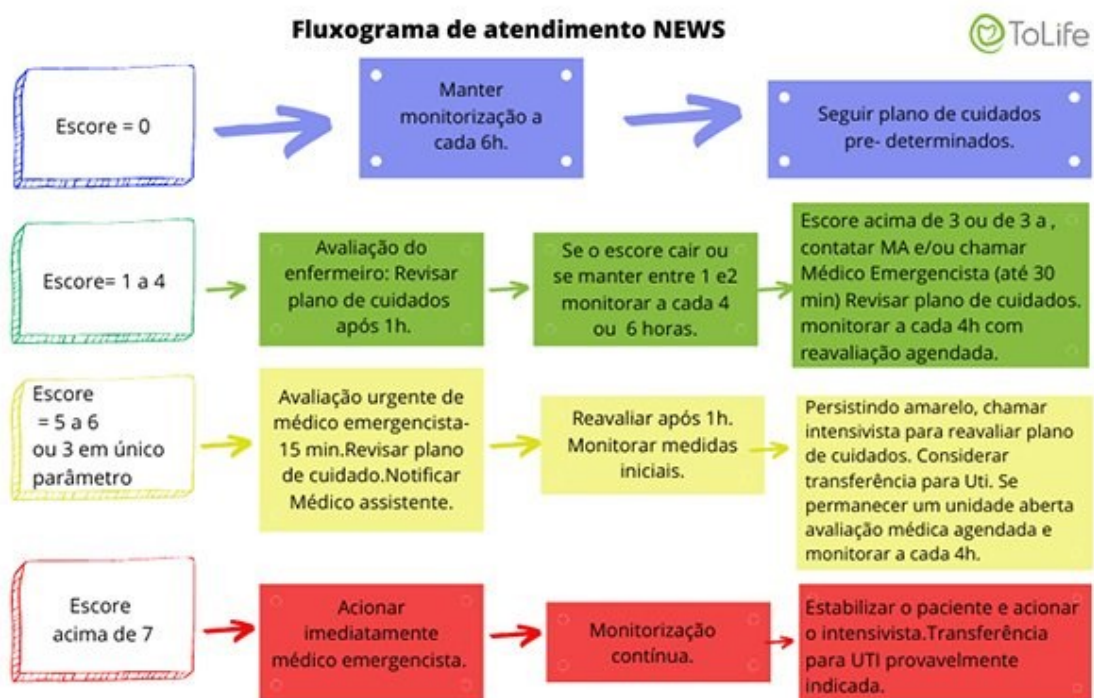 Fluxograma de atendimento NEWS
ToLife
Escore = 0
Manter
monitorização a
cada 6h.
Seguir plano de cuidados
pre- determinados.
Escore= 1 a 4
Avaliação do
enfermeiro: Revisar
plano de cuidados
após 1h.
Se o escore cair ou
se manter entre 1 e2
monitorar a cada 4
ou 6 horas.
Escore acima de 3 ou de 3 a ,
contatar MA e/ou chamar
Médico Emergencista (até 30
min) Revisar plano de cuidados.
monitorar a cada 4h com
reavaliação agendada.
Escore
= 5 a 6
ou 3 em único
parâmetro
Avaliação urgente de
médico emergencista-
15 min.Revisar plano
de cuidado.Notificar
Médico assistente.
Reavaliar após 1h.
Monitorar medidas
iniciais.
Persistindo amarelo, chamar
intensivista para reavaliar plano
de cuidados. Considerar
transferência para Uti. Se
permanecer um unidade aberta
avaliação médica agendada e
monitorar a cada 4h.
Escore
acima de 7
Acionar
imediatamente
médico emergencista.
Monitorização
contínua.
Estabilizar o paciente e acionar
o intensivista.Transferência
para UTI provavelmente
indicada.